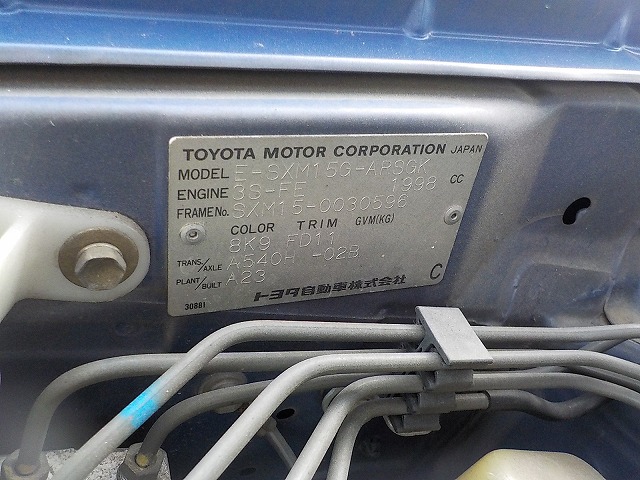 TOYOTA MOTOR CORPORATION JAPAN
MODEL E-SXM15G-APSGK
ENGINE 3S-FE 1998 CC
FRAME No. SXM15-0030596
COLOR TRIM GVM(KG)
8K9 FD11
TRANS./AXLE A540H -02B
PLANT/BUILT A23
トヨタ自動車株式会社 C
30881